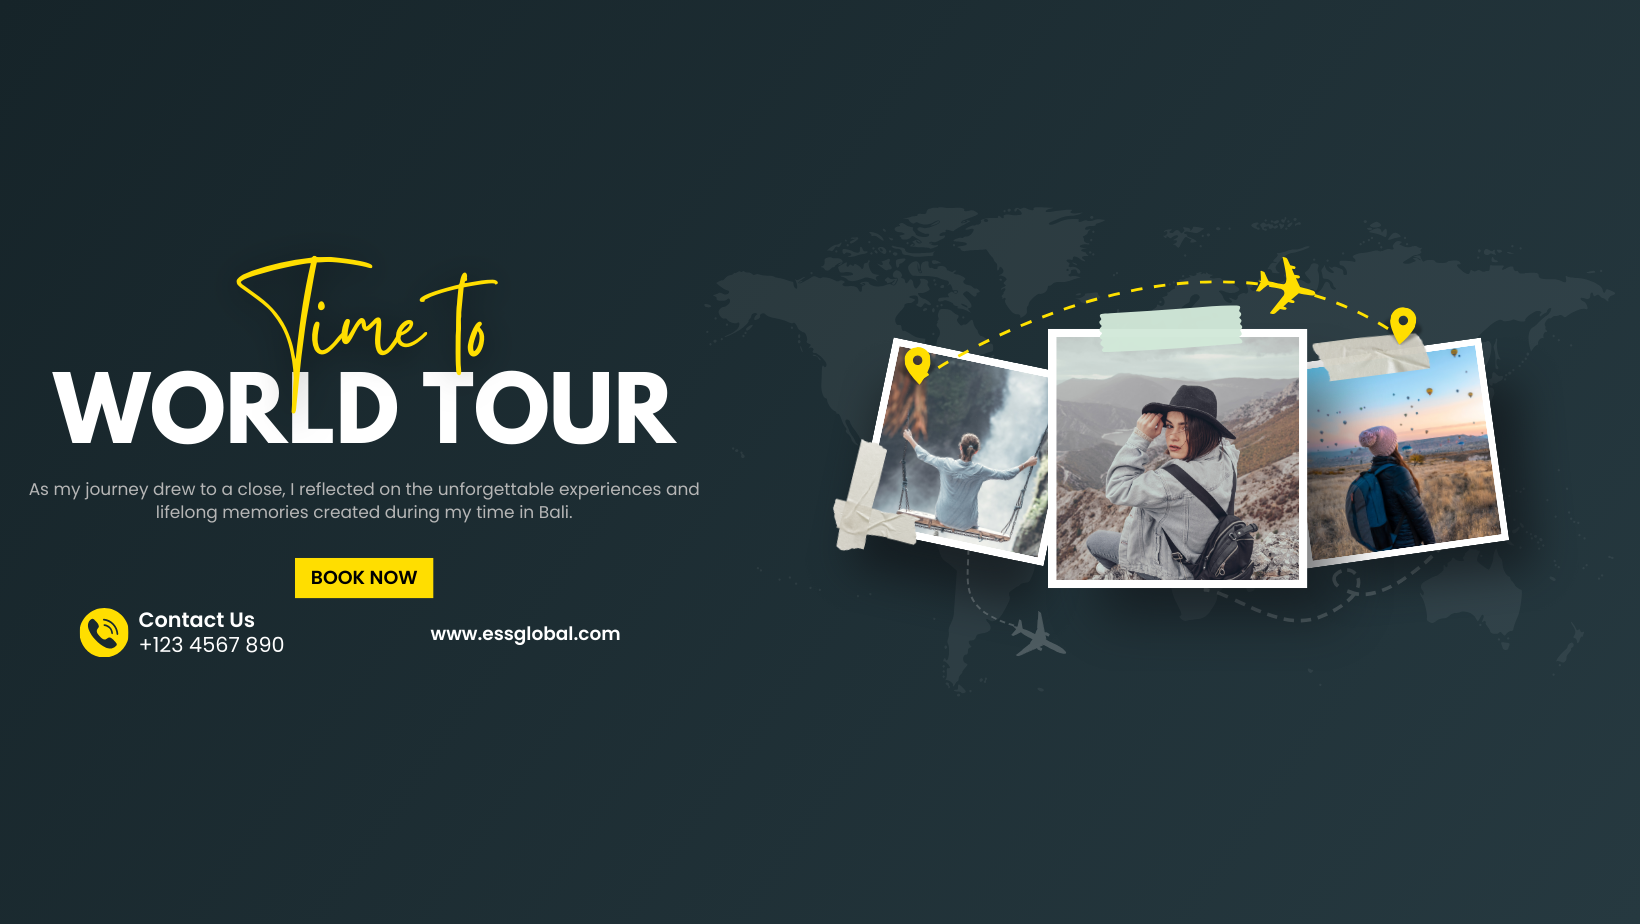 Time to
WORLD TOUR
As my journey drew to a close, I reflected on the unforgettable experiences and
lifelong memories created during my time in Bali.
BOOK NOW
Contact Us
+123 4567 890
www.essglobal.com